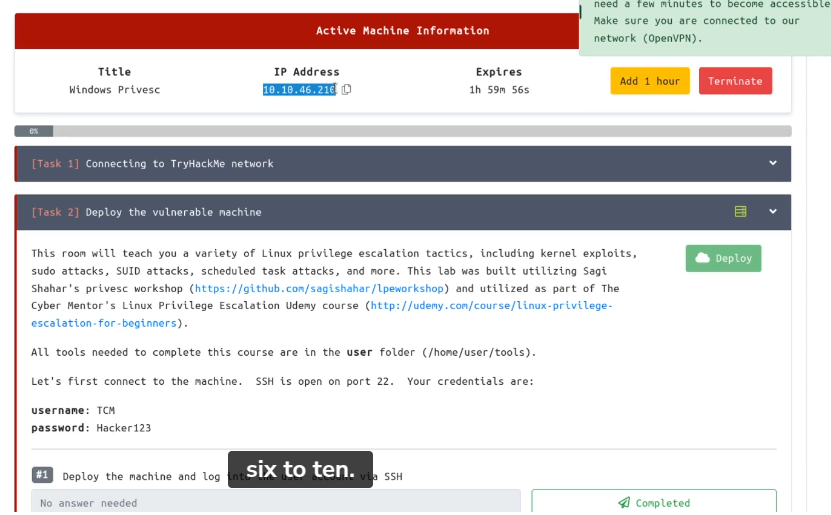 need a few minutes to become accessible
Make sure you are connected to our
network (OpenVPN).
Active Machine Information
Title
IP Address
Expires
Windows Privesc
10.10.46.210
1h 59m 56s
Add 1 hour
Terminate
0%
[Task 1] Connecting to TryHackMe network
[Task 2] Deploy the vulnerable machine
This room will teach you a variety of Linux privilege escalation tactics, including kernel exploits,
sudo attacks, SUID attacks, scheduled task attacks, and more. This lab was built utilizing Sagi
Shahar's privesc workshop (https://github.com/sagishahar/lpeworkshop) and utilized as part of The
Cyber Mentor's Linux Privilege Escalation Udemy course (http://udemy.com/course/linux-privilege-
escalation-for-beginners).
Deploy
All tools needed to complete this course are in the user folder (/home/user/tools).
Let's first connect to the machine. SSH is open on port 22. Your credentials are:
username: TCM
password: Hacker123
#1 Deploy the machine and log into the user account via SSH
six to ten.
No answer needed
Completed